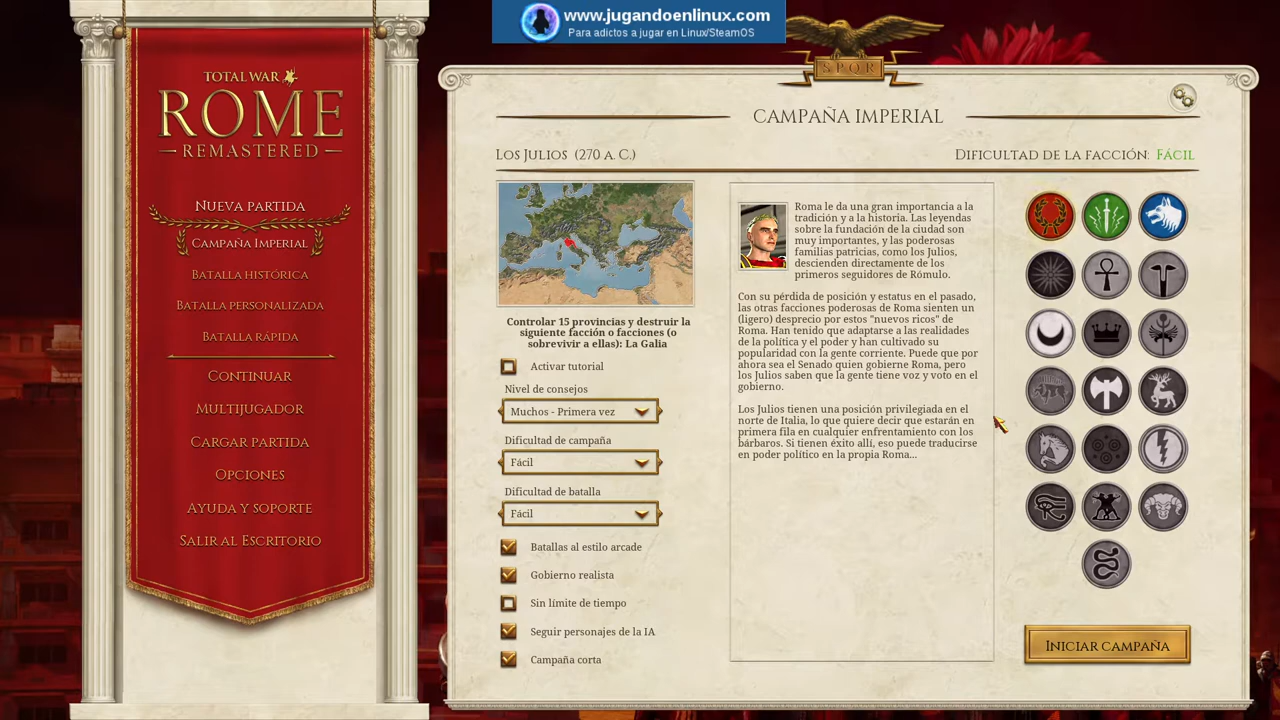 www.jugandoenlinux.com
Para adictos a jugar en Linux/SteamOS
SPQR
TOTAL WAR
ROME
REMASTERED
Nueva partida
Campaña Imperial
Batalla histórica
Batalla personalizada
Batalla rápida
Continuar
Multijugador
Cargar partida
Opciones
Ayuda y soporte
Salir al Escritorio
CAMPAÑA IMPERIAL
Los Julios (270 a. C.)
Dificultad de la facción: Fácil
Controlar 15 provincias y destruir la
siguiente facción o facciones (o
sobrevivir a ellas): La Galia
Activar tutorial
Nivel de consejos
Muchos - Primera vez
Dificultad de campaña
Fácil
Dificultad de batalla
Fácil
Batallas al estilo arcade
Gobierno realista
Sin límite de tiempo
Seguir personajes de la IA
Campaña corta
Roma le da una gran importancia a la
tradición y a la historia. Las leyendas
sobre la fundación de la ciudad son
muy importantes, y las poderosas
familias patricias, como los Julios,
descienden directamente de los
primeros seguidores de Rómulo.
Con su pérdida de posición y estatus en el pasado,
las otras facciones poderosas de Roma sienten un
(ligero) desprecio por estos "nuevos ricos" de
Roma. Han tenido que adaptarse a las realidades
de la política y el poder y han cultivado su
popularidad con la gente corriente. Puede que por
ahora sea el Senado quien gobierne Roma, pero
los Julios saben que la gente tiene voz y voto en el
gobierno.
Los Julios tienen una posición privilegiada en el
norte de Italia, lo que quiere decir que estarán en
primera fila en cualquier enfrentamiento con los
bárbaros. Si tienen éxito allí, eso puede traducirse
en poder político en la propia Roma...
Iniciar campaña